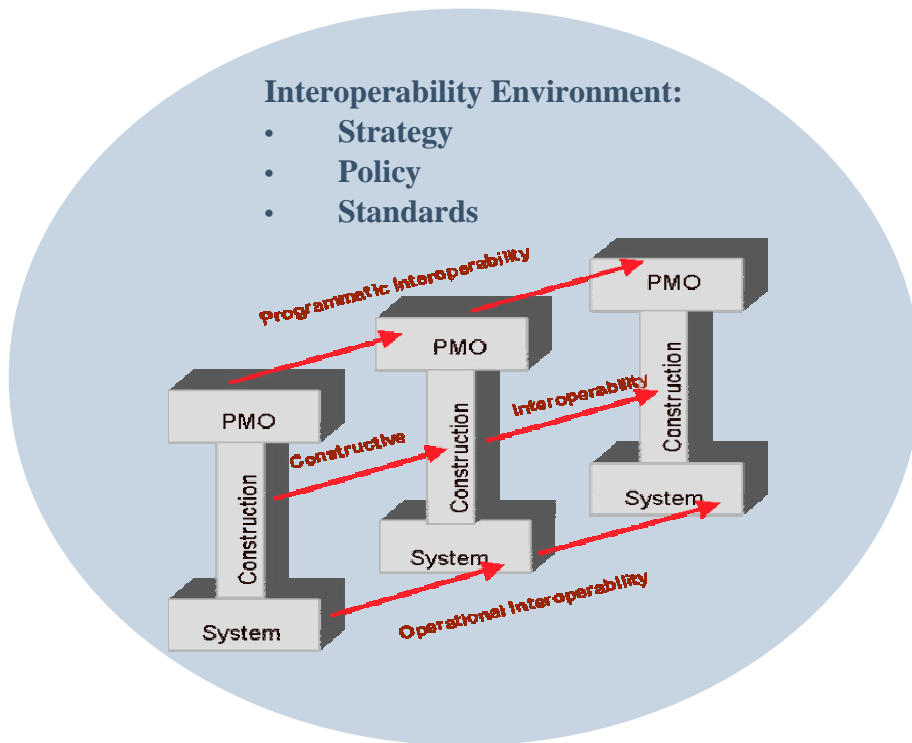 Interoperability Environment:
• Strategy
• Policy
• Standards
Programmatic Interoperability
PMO
PMO
PMO
Constructive
Interoperability
Construction
Construction
Construction
System
System
System
Operational Interoperability